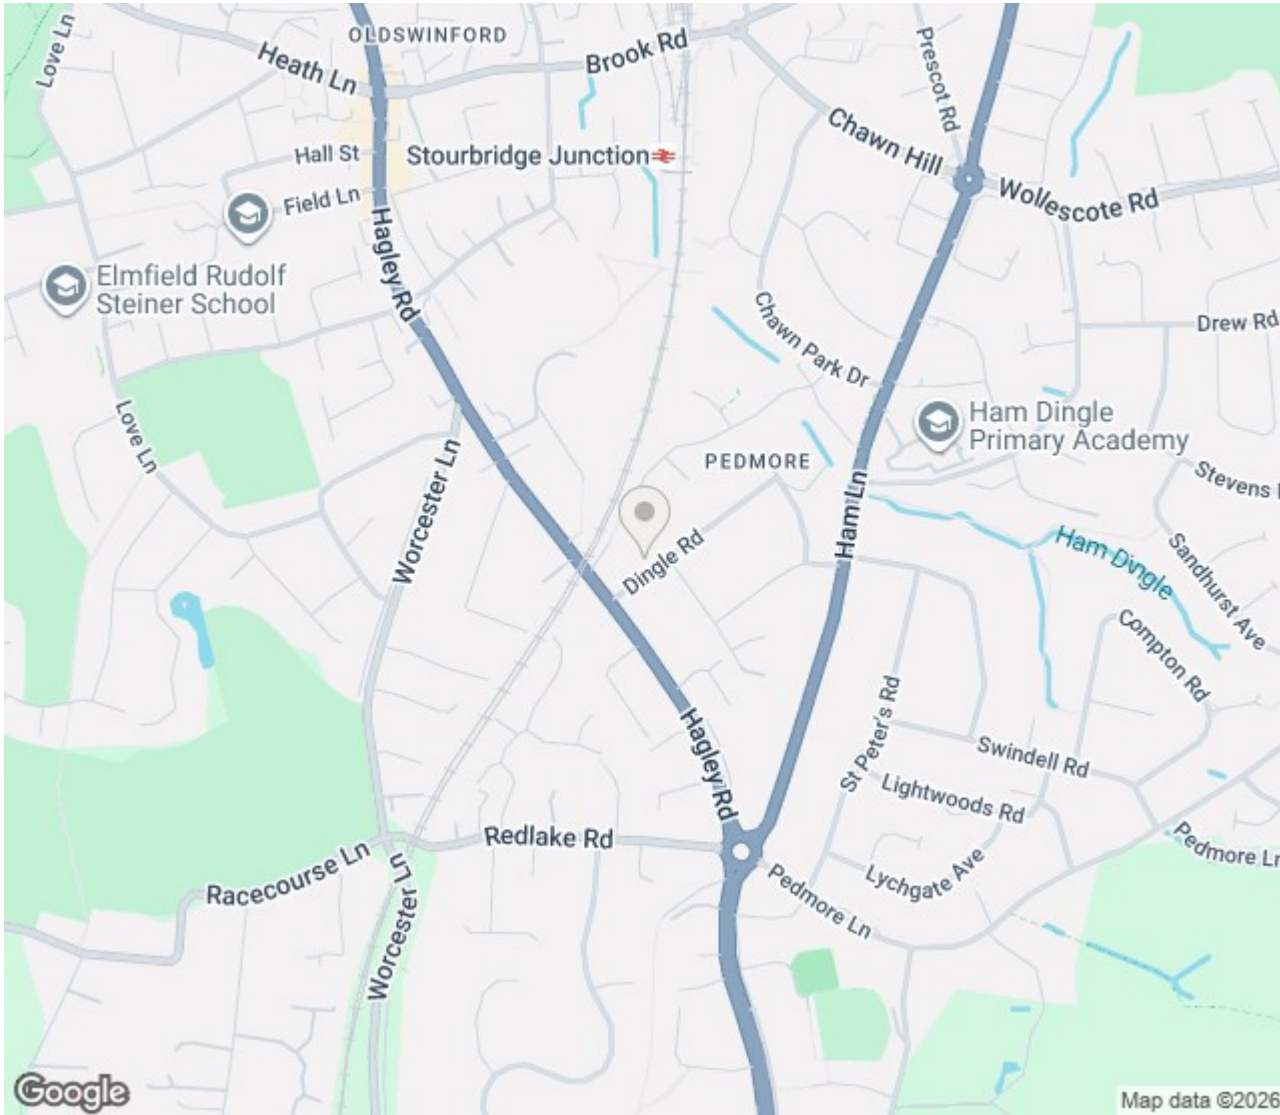 Love Ln
OLDSWINFORD
Heath Ln
Brook Rd
Prescot Rd
Chawn Hill
Hall St
Stourbridge Junction
Wollescote Rd
Field Ln
Hagley Rd
Elmfield Rudolf
Steiner School
Chawn Park Dr
Drew Rd
Love Ln
Ham Dingle
Primary Academy
Worcester Ln
PEDMORE
Stevens
Ham Ln
Dingle Rd
Ham Dingle
Sandhurst Ave
Compton Rd
St Peter's Rd
Hagley Rd
Swindell Rd
Lightwoods Rd
Redlake Rd
Pedmore Ln
Racecourse Ln
Lychgate Ave
Pedmore Ln
Worcester Ln
Google
Map data ©2026